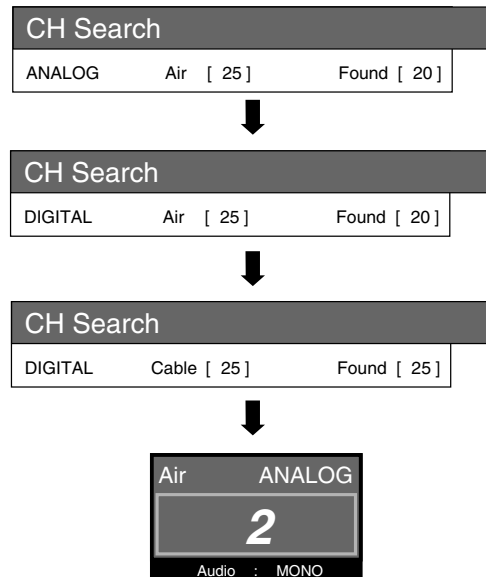 CH Search
ANALOG Air [ 25 ] Found [ 20 ]
CH Search
DIGITAL Air [ 25 ] Found [ 20 ]
CH Search
DIGITAL Cable [ 25 ] Found [ 25 ]
Air ANALOG
2
Audio : MONO